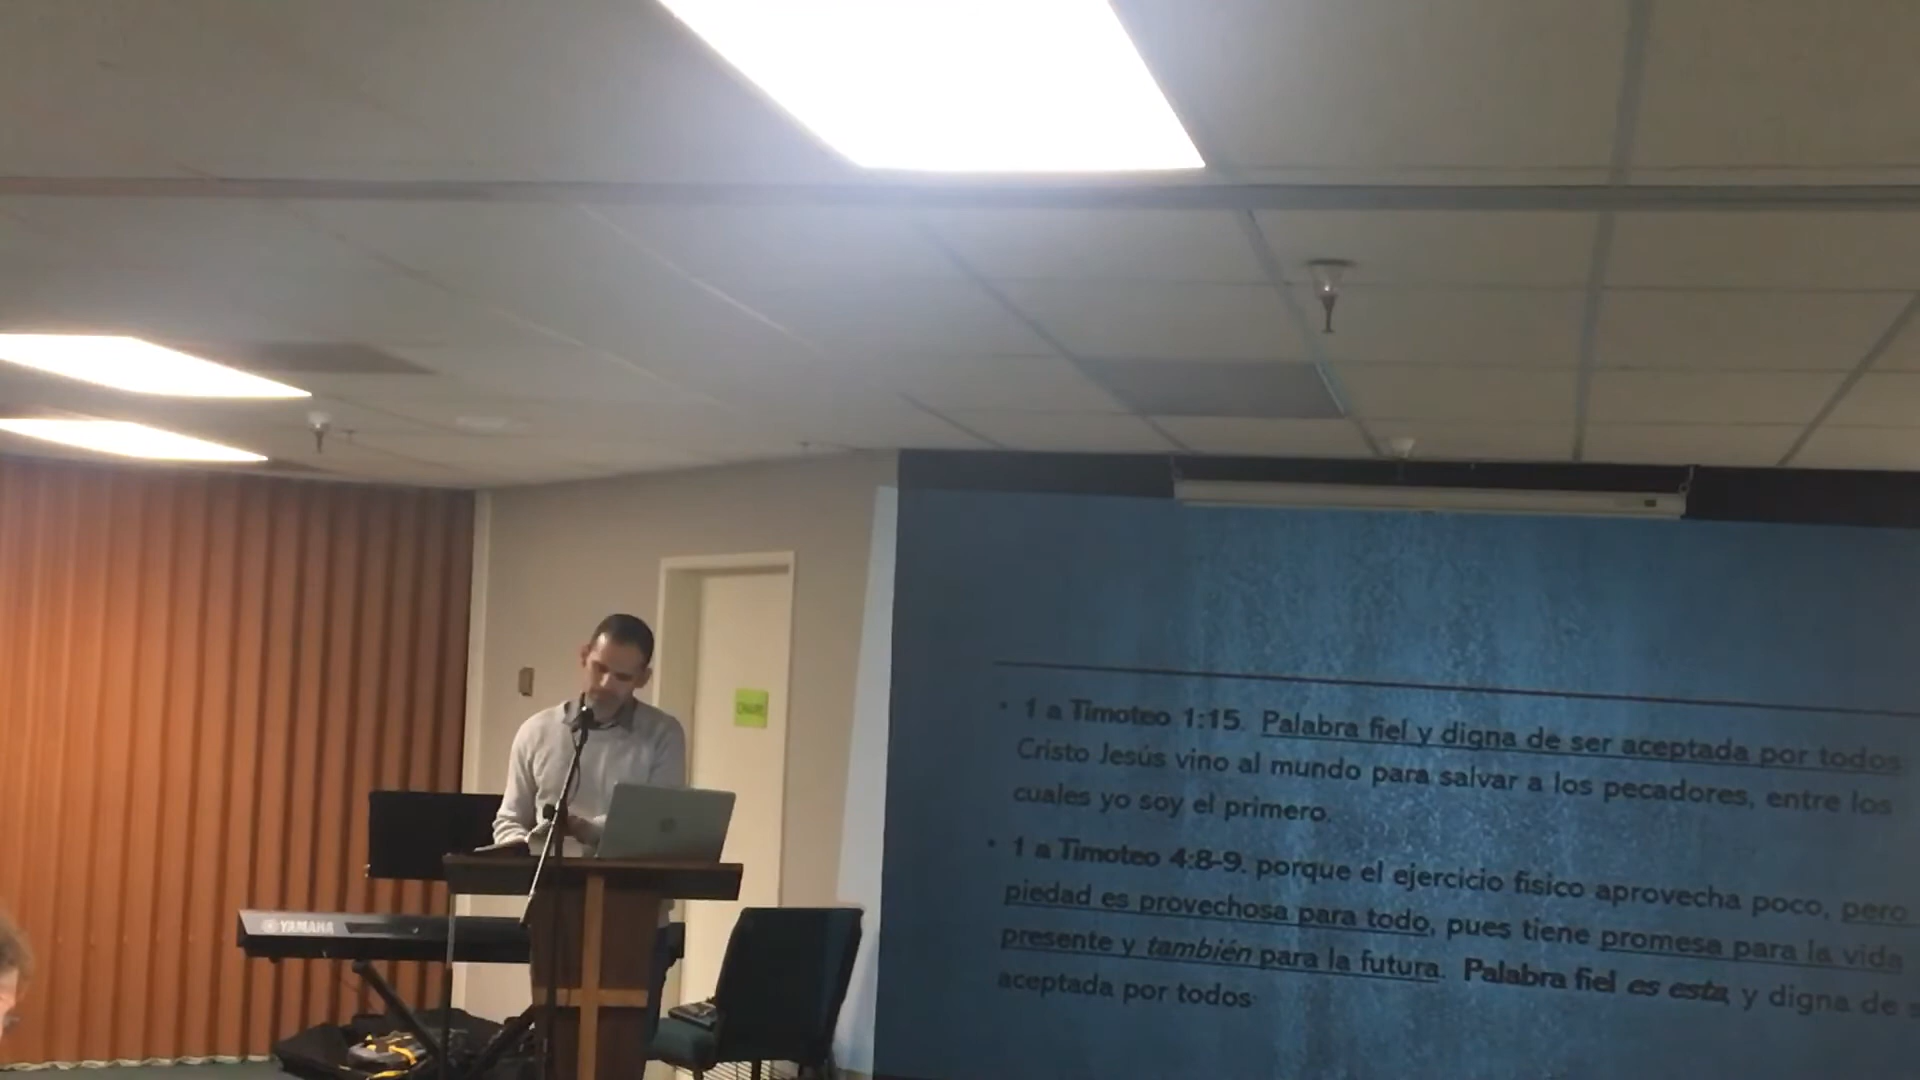 YAMAHA
• 1 a Timoteo 1:15. Palabra fiel y digna de ser aceptada por todos
Cristo Jesús vino al mundo para salvar a los pecadores, entre los
cuales yo soy el primero.
• 1 a Timoteo 4:8-9. porque el ejercicio físico aprovecha poco, pero
piedad es provechosa para todo, pues tiene promesa para la vida
presente y también para la futura. Palabra fiel es esta, y digna de
aceptada por todos